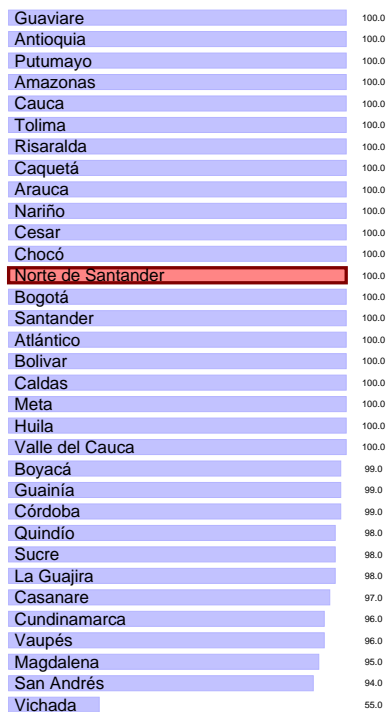 Guaviare 100.0
Antioquia 100.0
Putumayo 100.0
Amazonas 100.0
Cauca 100.0
Tolima 100.0
Risaralda 100.0
Caquetá 100.0
Arauca 100.0
Nariño 100.0
Cesar 100.0
Chocó 100.0
Norte de Santander 100.0
Bogotá 100.0
Santander 100.0
Atlántico 100.0
Bolivar 100.0
Caldas 100.0
Meta 100.0
Huila 100.0
Valle del Cauca 100.0
Boyacá 99.0
Guainía 99.0
Córdoba 99.0
Quindío 98.0
Sucre 98.0
La Guajira 98.0
Casanare 97.0
Cundinamarca 96.0
Vaupés 96.0
Magdalena 95.0
San Andrés 94.0
Vichada 55.0